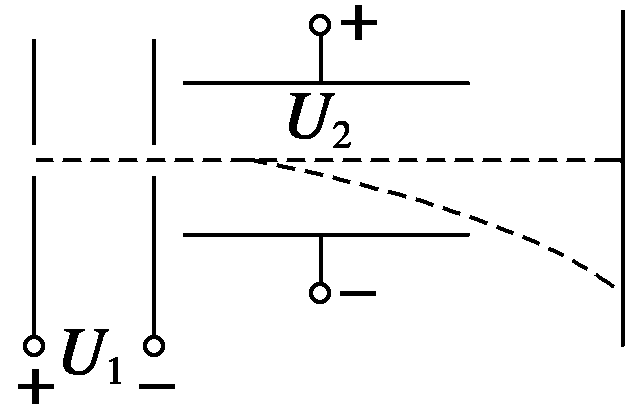 +
U₂
−
U₁
+ −